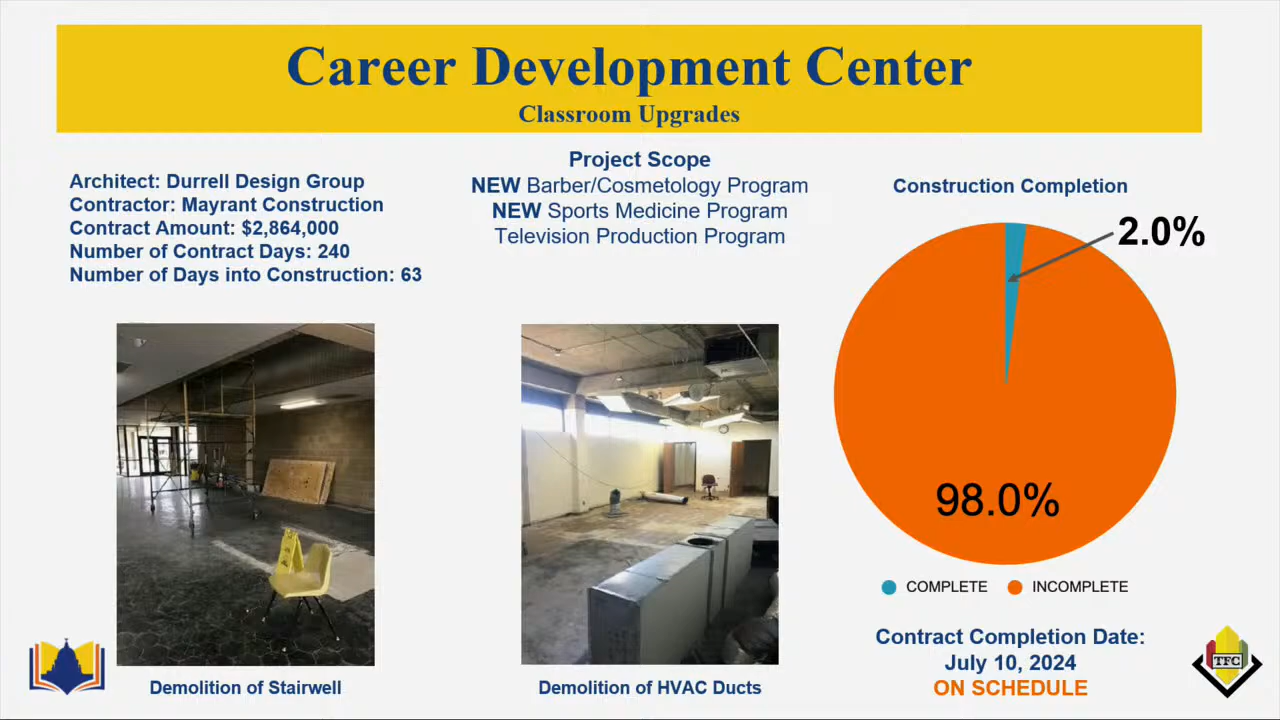 Career Development Center
Classroom Upgrades
Architect: Durrell Design Group
Contractor: Mayrant Construction
Contract Amount: $2,864,000
Number of Contract Days: 240
Number of Days into Construction: 63
Project Scope
NEW Barber/Cosmetology Program
NEW Sports Medicine Program
Television Production Program
Construction Completion
2.0%
98.0%
COMPLETE
INCOMPLETE
Demolition of Stairwell
Demolition of HVAC Ducts
Contract Completion Date:
July 10, 2024
ON SCHEDULE
TFC